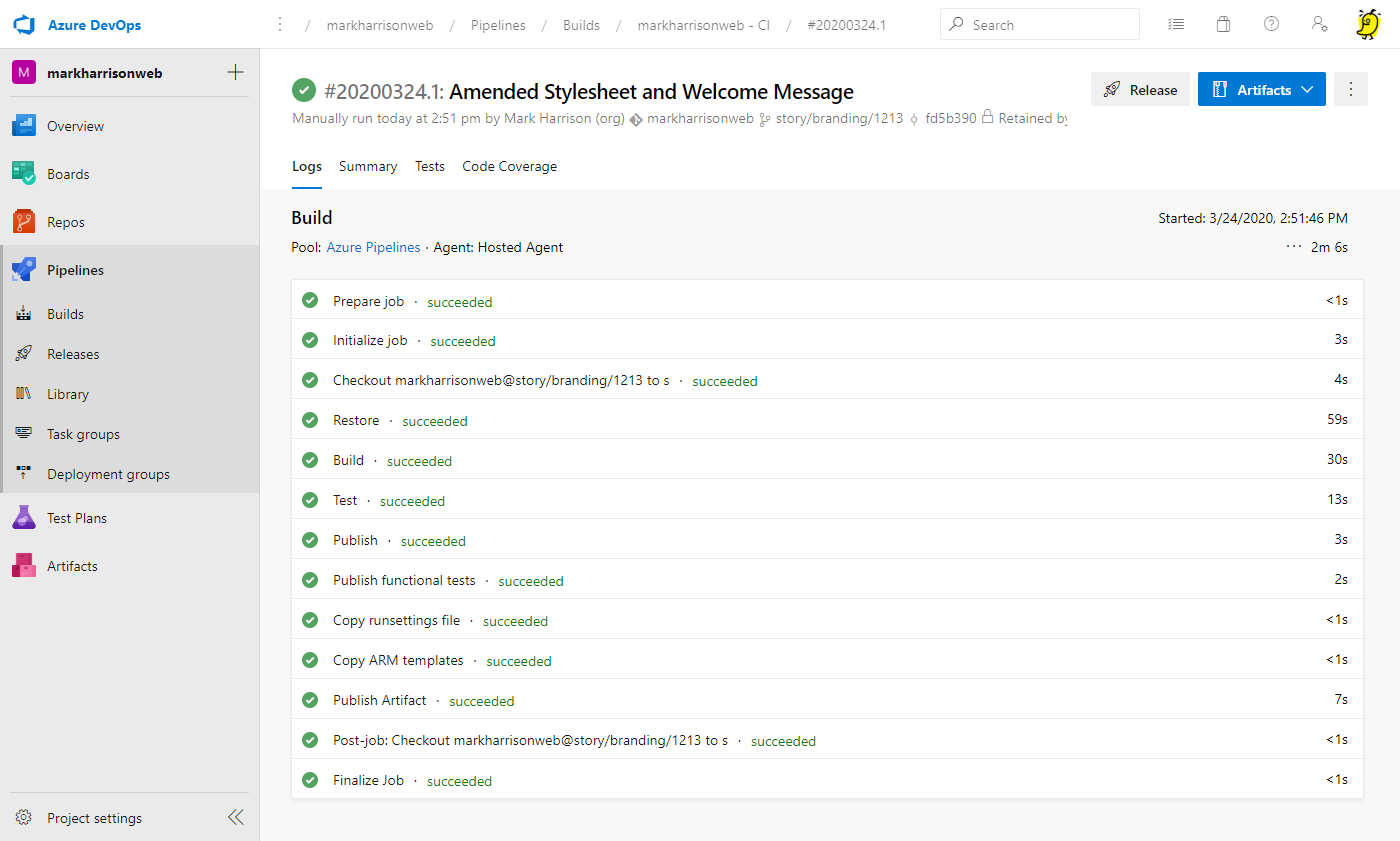 Azure DevOps / markharrisonweb / Pipelines / Builds / markharrisonweb - CI / #20200324.1 Search
M markharrisonweb
Overview
Boards
Repos
Pipelines
Builds
Releases
Library
Task groups
Deployment groups
Test Plans
Artifacts
Project settings
#20200324.1: Amended Stylesheet and Welcome Message
Release Artifacts
Manually run today at 2:51 pm by Mark Harrison (org) markharrisonweb story/branding/1213 fd5b390 Retained by
Logs Summary Tests Code Coverage
Build Started: 3/24/2020, 2:51:46 PM
Pool: Azure Pipelines · Agent: Hosted Agent ··· 2m 6s
Prepare job · succeeded <1s
Initialize job · succeeded 3s
Checkout markharrisonweb@story/branding/1213 to s · succeeded 4s
Restore · succeeded 59s
Build · succeeded 30s
Test · succeeded 13s
Publish · succeeded 3s
Publish functional tests · succeeded 2s
Copy runsettings file · succeeded <1s
Copy ARM templates · succeeded <1s
Publish Artifact · succeeded 7s
Post-job: Checkout markharrisonweb@story/branding/1213 to s · succeeded <1s
Finalize Job · succeeded <1s